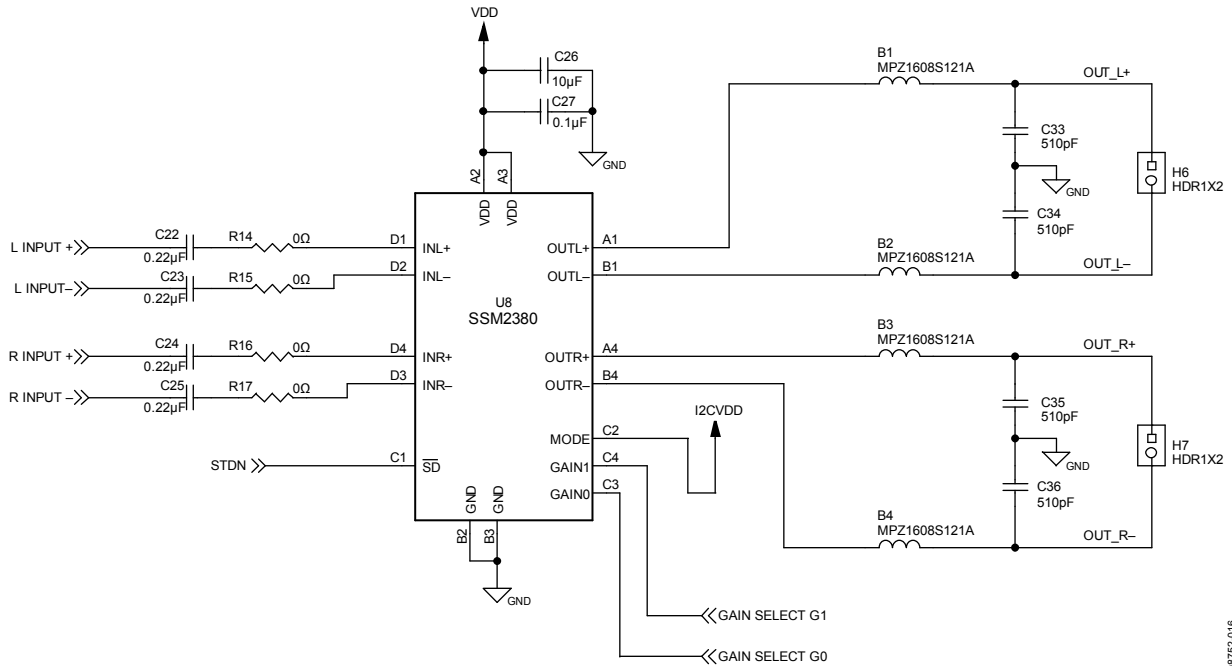 VDD
C26
10µF
C27
0.1µF
GND
A2
A3
VDD
VDD
L INPUT +
C22
0.22µF
R14
0Ω
D1
INL+
L INPUT–
C23
0.22µF
R15
0Ω
D2
INL–
R INPUT +
C24
0.22µF
R16
0Ω
D4
INR+
R INPUT –
C25
0.22µF
R17
0Ω
D3
INR–
STDN
C1
SD
U8
SSM2380
GND
GND
B2
B3
GND
OUTL+
A1
OUTL–
B1
OUTR+
A4
OUTR–
B4
MODE
C2
GAIN1
C4
GAIN0
C3
I2CVDD
GAIN SELECT G1
GAIN SELECT G0
B1
MPZ1608S121A
OUT_L+
C33
510pF
GND
C34
510pF
H6
HDR1X2
B2
MPZ1608S121A
OUT_L–
B3
MPZ1608S121A
OUT_R+
C35
510pF
GND
C36
510pF
H7
HDR1X2
B4
MPZ1608S121A
OUT_R–